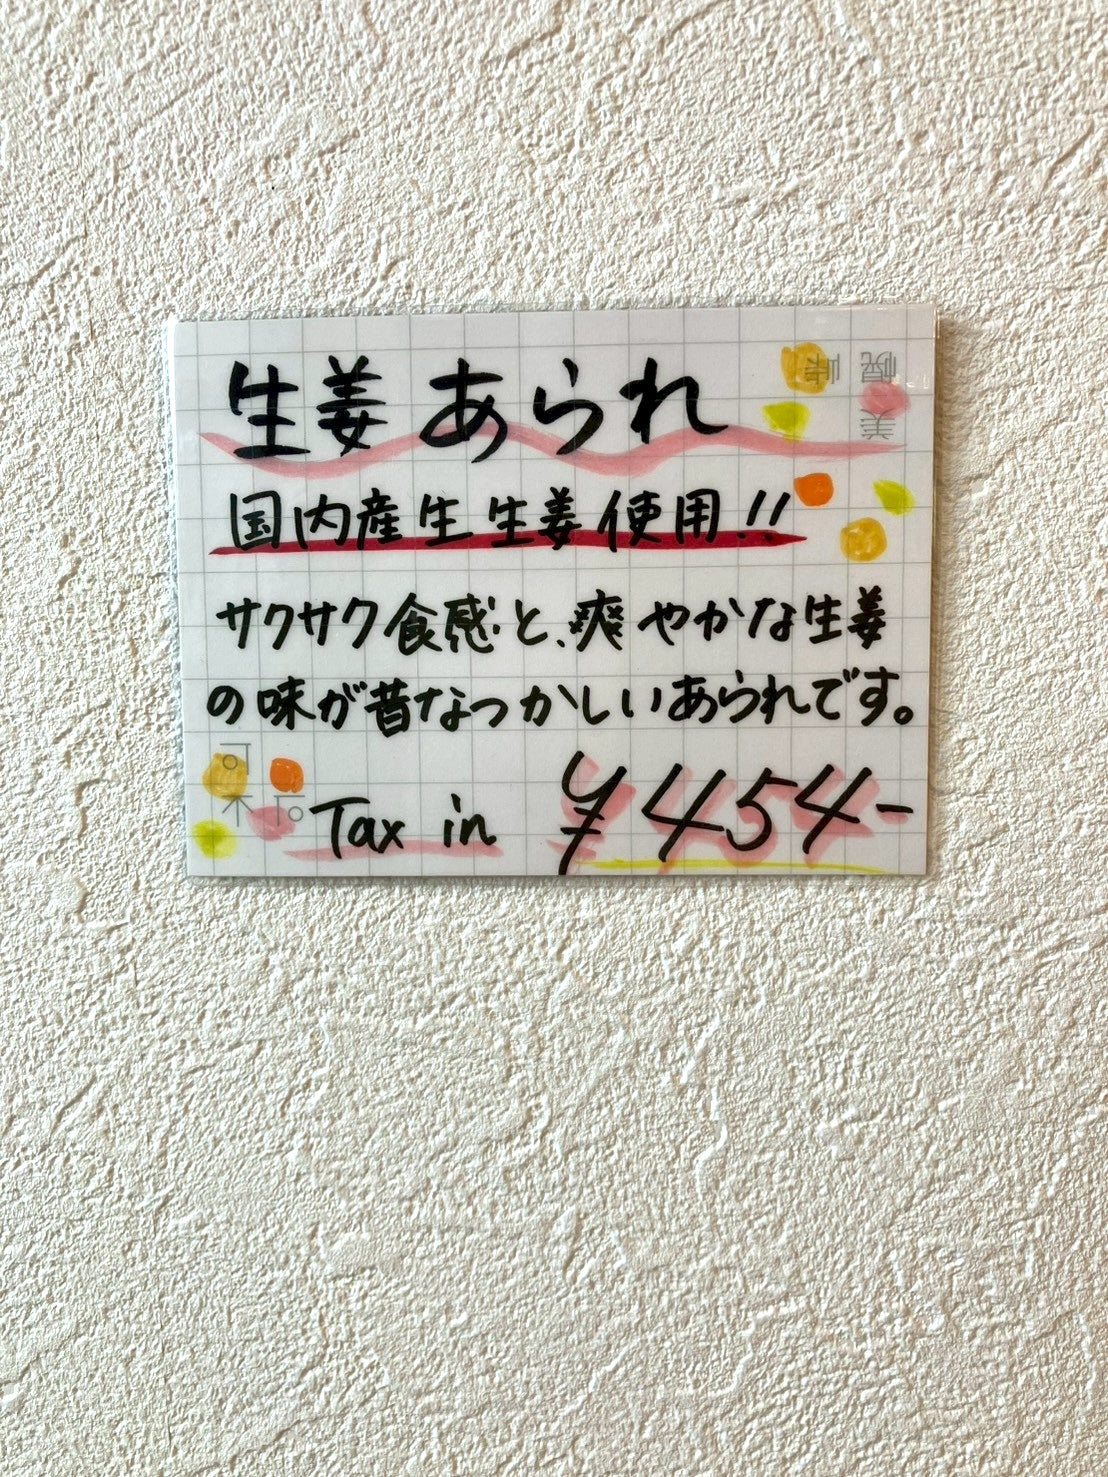 生姜あられ
国内産生生姜使用!!
サクサク食感と、爽やかな生姜
の味が昔なつかしいあられです。
Tax in ¥454-